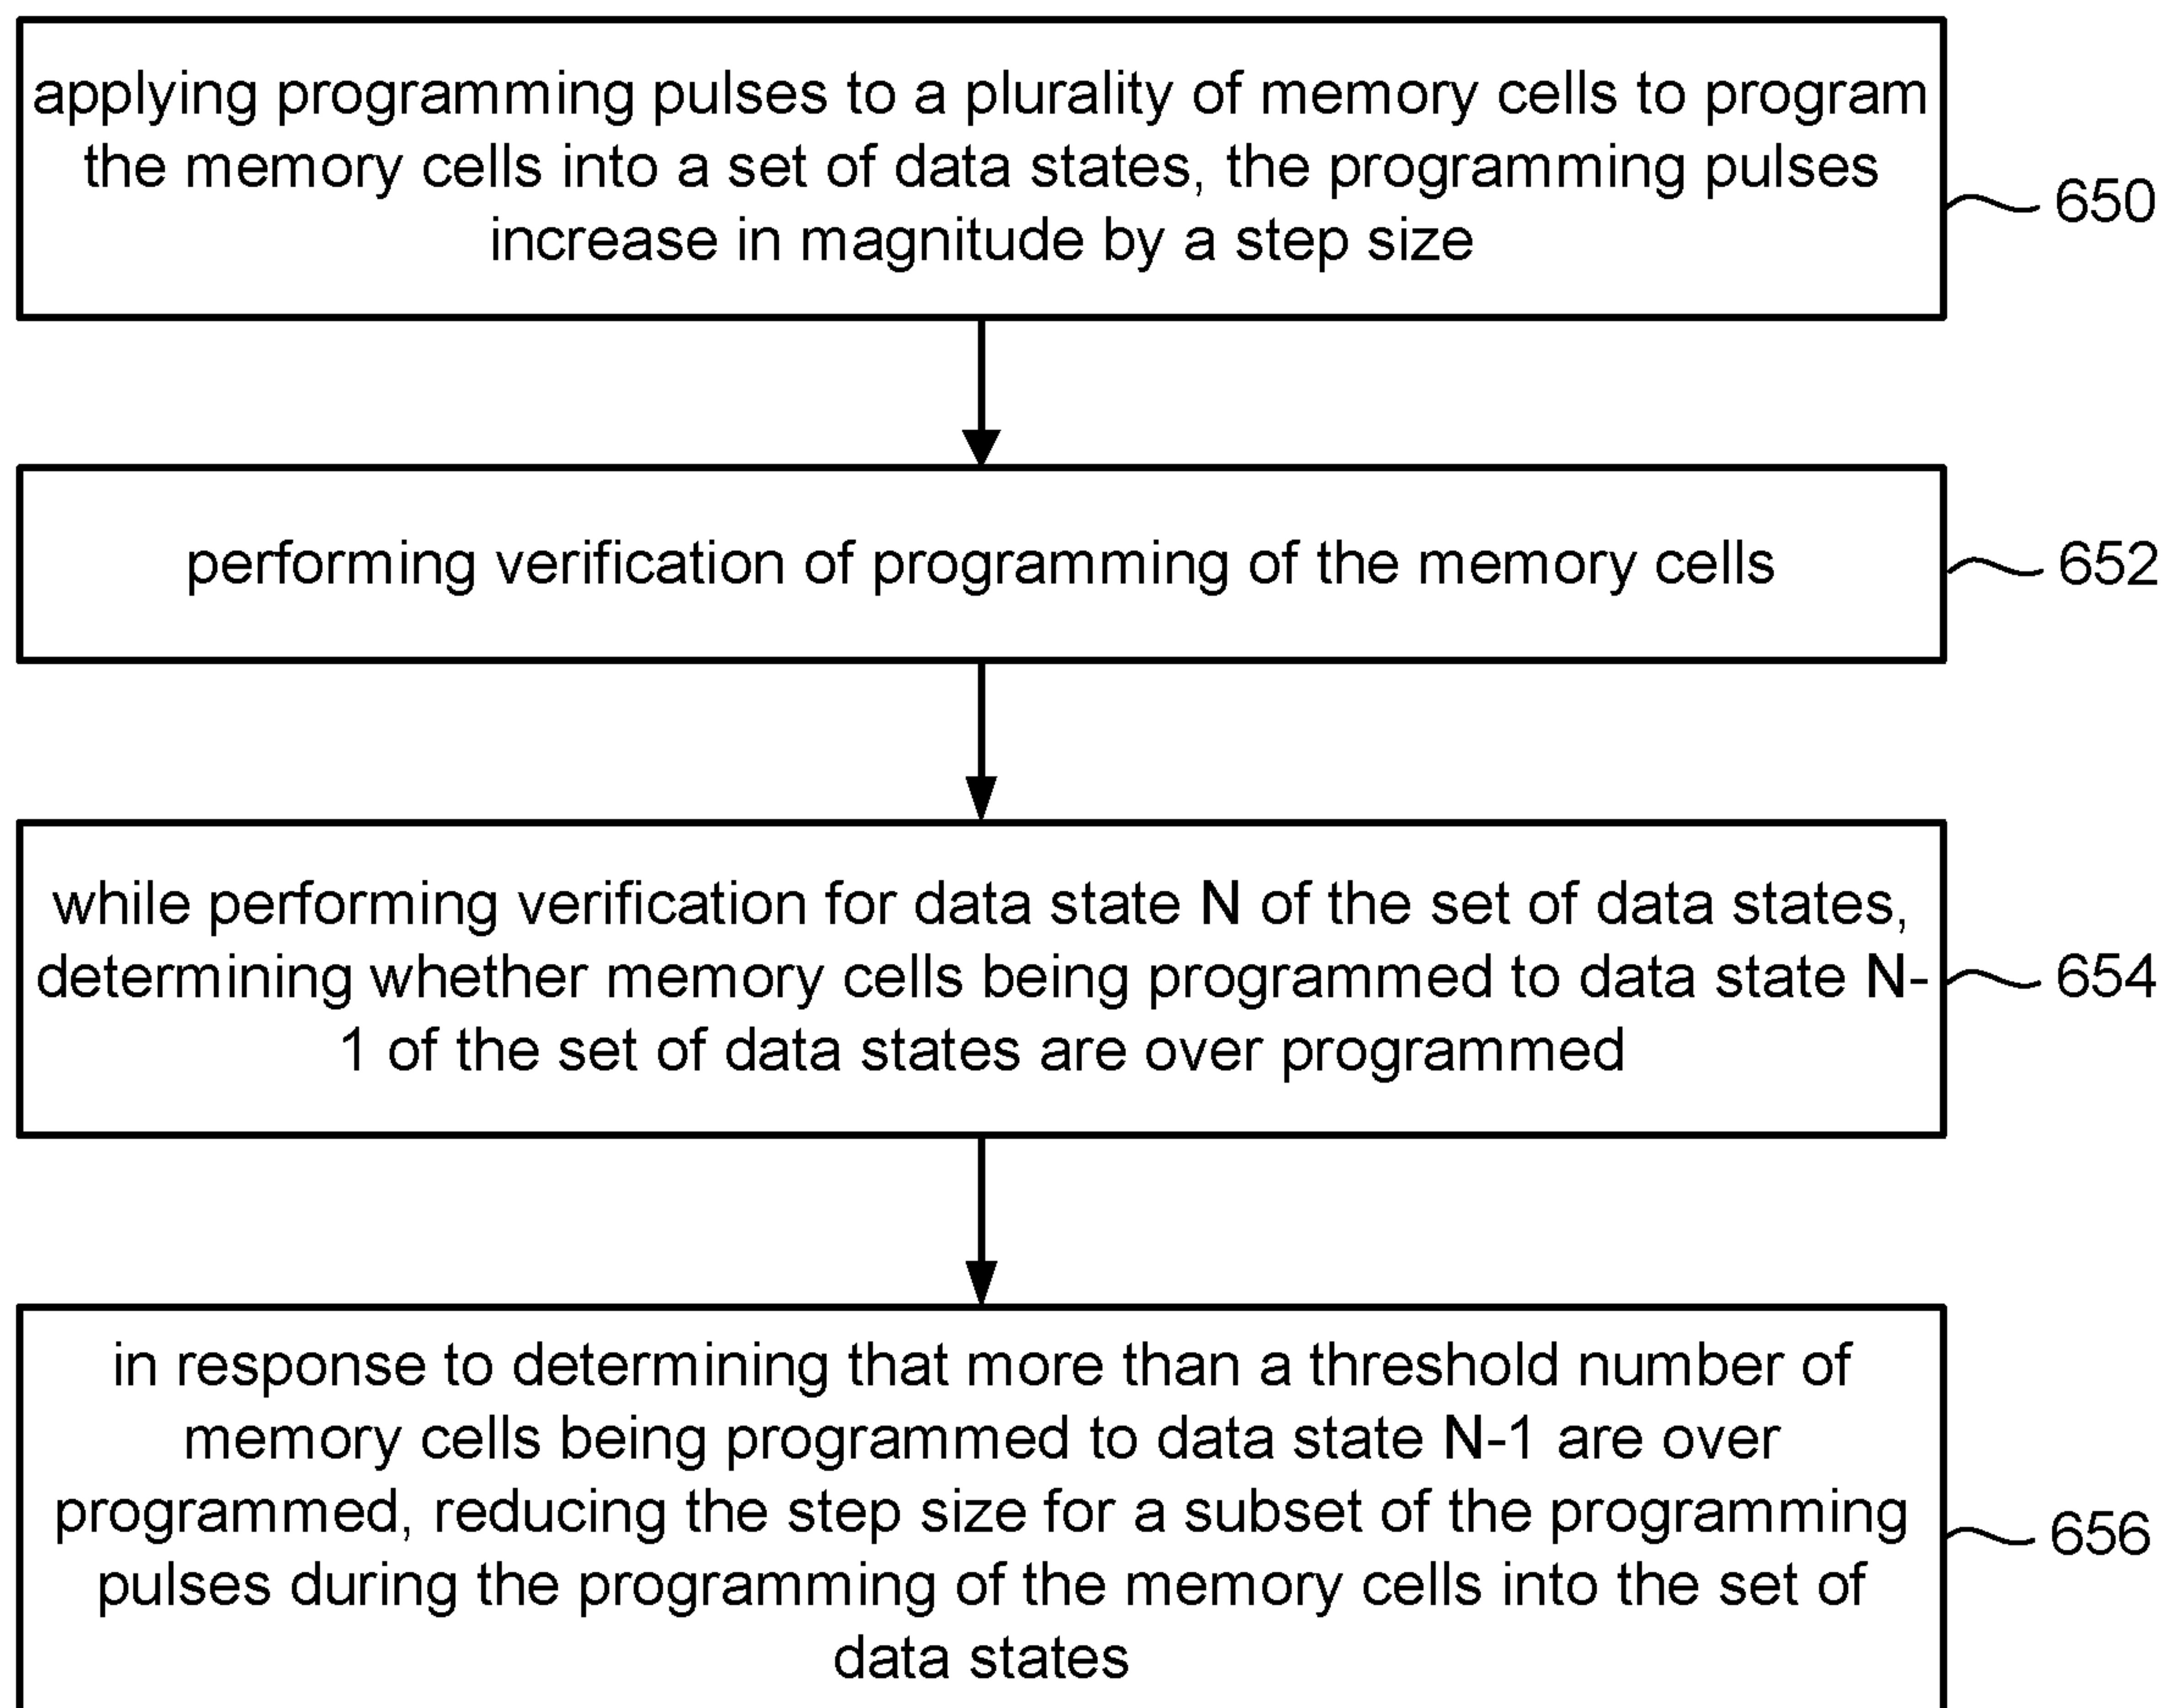 applying programming pulses to a plurality of memory cells to program
the memory cells into a set of data states, the programming pulses
increase in magnitude by a step size
650
performing verification of programming of the memory cells
652
while performing verification for data state N of the set of data states,
determining whether memory cells being programmed to data state N-
1 of the set of data states are over programmed
654
in response to determining that more than a threshold number of
memory cells being programmed to data state N-1 are over
programmed, reducing the step size for a subset of the programming
pulses during the programming of the memory cells into the set of
data states
656